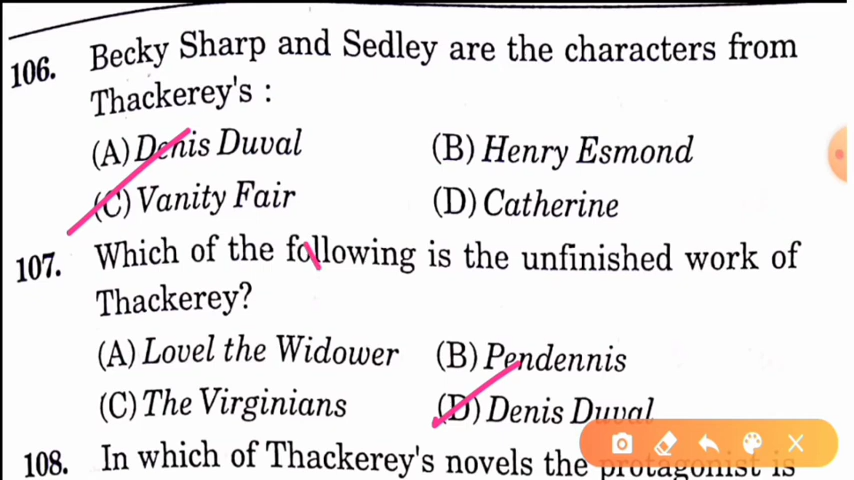 106. Becky Sharp and Sedley are the characters from
Thackerey's :
(A) Denis Duval (B) Henry Esmond
(C) Vanity Fair (D) Catherine
107. Which of the following is the unfinished work of
Thackerey?
(A) Lovel the Widower (B) Pendennis
(C) The Virginians (D) Denis Duval
108. In which of Thackerey's novels the protagonist is